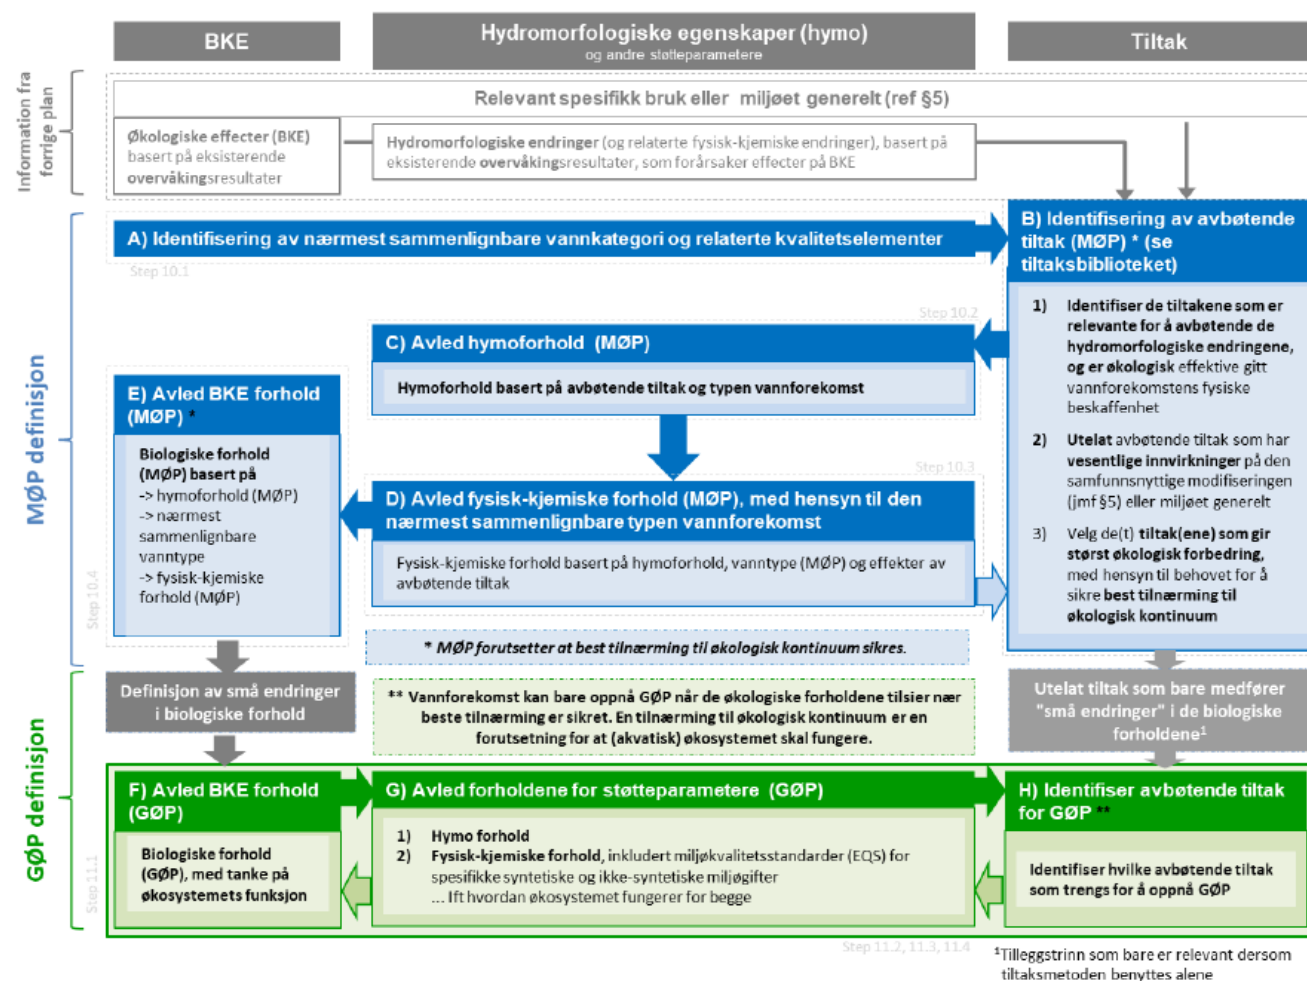 BKE
Hydromorfologiske egenskaper (hymo)
og andre støtteparametere
Tiltak
Information fra
forrige plan
Relevant spesifikk bruk eller miljøet generelt (ref §5)
Økologiske effecter (BKE)
basert på eksisterende
overvåkingsresultater
Hydromorfologiske endringer (og relaterte fysisk-kjemiske endringer), basert på
eksisterende overvåkingsresultater, som forårsaker effecter på BKE
MØP definisjon
A) Identifisering av nærmest sammenlignbare vannkategori og relaterte kvalitetselementer
Step 10.1
B) Identifisering av avbøtende
tiltak (MØP) * (se
tiltaksbiblioteket)
1) Identifiser de tiltakene som er
relevante for å avbøtende de
hydromorfologiske endringene,
og er økologisk effektive gitt
vannforekomstens fysiske
beskaffenhet
2) Utelat avbøtende tiltak som har
vesentlige innvirkninger på den
samfunnsnyttige modifiseringen
(jmf §5) eller miljøet generelt
3) Velg de(t) tiltak(ene) som gir
størst økologisk forbedring,
med hensyn til behovet for å
sikre best tilnærming til
økologisk kontinuum
Step 10.2
C) Avled hymoforhold (MØP)
Hymoforhold basert på avbøtende tiltak og typen vannforekomst
Step 10.3
D) Avled fysisk-kjemiske forhold (MØP), med hensyn til den
nærmest sammenlignbare typen vannforekomst
Fysisk-kjemiske forhold basert på hymoforhold, vanntype (MØP) og effekter av
avbøtende tiltak
E) Avled BKE forhold
(MØP) *
Biologiske forhold
(MØP) basert på
-> hymoforhold (MØP)
-> nærmest
sammenlignbare
vanntype
-> fysisk-kjemiske
forhold (MØP)
Step 10.4
* MØP forutsetter at best tilnærming til økologisk kontinuum sikres.
GØP definisjon
Definisjon av små endringer
i biologiske forhold
** Vannforekomst kan bare oppnå GØP når de økologiske forholdene tilsier nær
beste tilnærming er sikret. En tilnærming til økologisk kontinuum er en
forutsetning for at (akvatisk) økosystemet skal fungere.
Utelat tiltak som bare medfører
"små endringer" i de biologiske
forholdene¹
F) Avled BKE forhold
(GØP)
Biologiske forhold
(GØP), med tanke på
økosystemets funksjon
Step 11.1
G) Avled forholdene for støtteparametere (GØP)
1) Hymo forhold
2) Fysisk-kjemiske forhold, inkludert miljøkvalitetsstandarder (EQS) for
spesifikke syntetiske og ikke-syntetiske miljøgifter
... Ift hvordan økosystemet fungerer for begge
H) Identifiser avbøtende tiltak
for GØP **
Identifiser hvilke avbøtende tiltak
som trengs for å oppnå GØP
Step 11.2, 11.3, 11.4
¹Tilleggstrinn som bare er relevant dersom
tiltaksmetoden benyttes alene